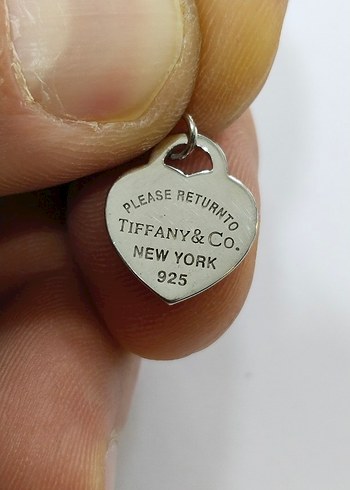 PLEASE RETURNTO
TIFFANY & CO.
NEW YORK
925